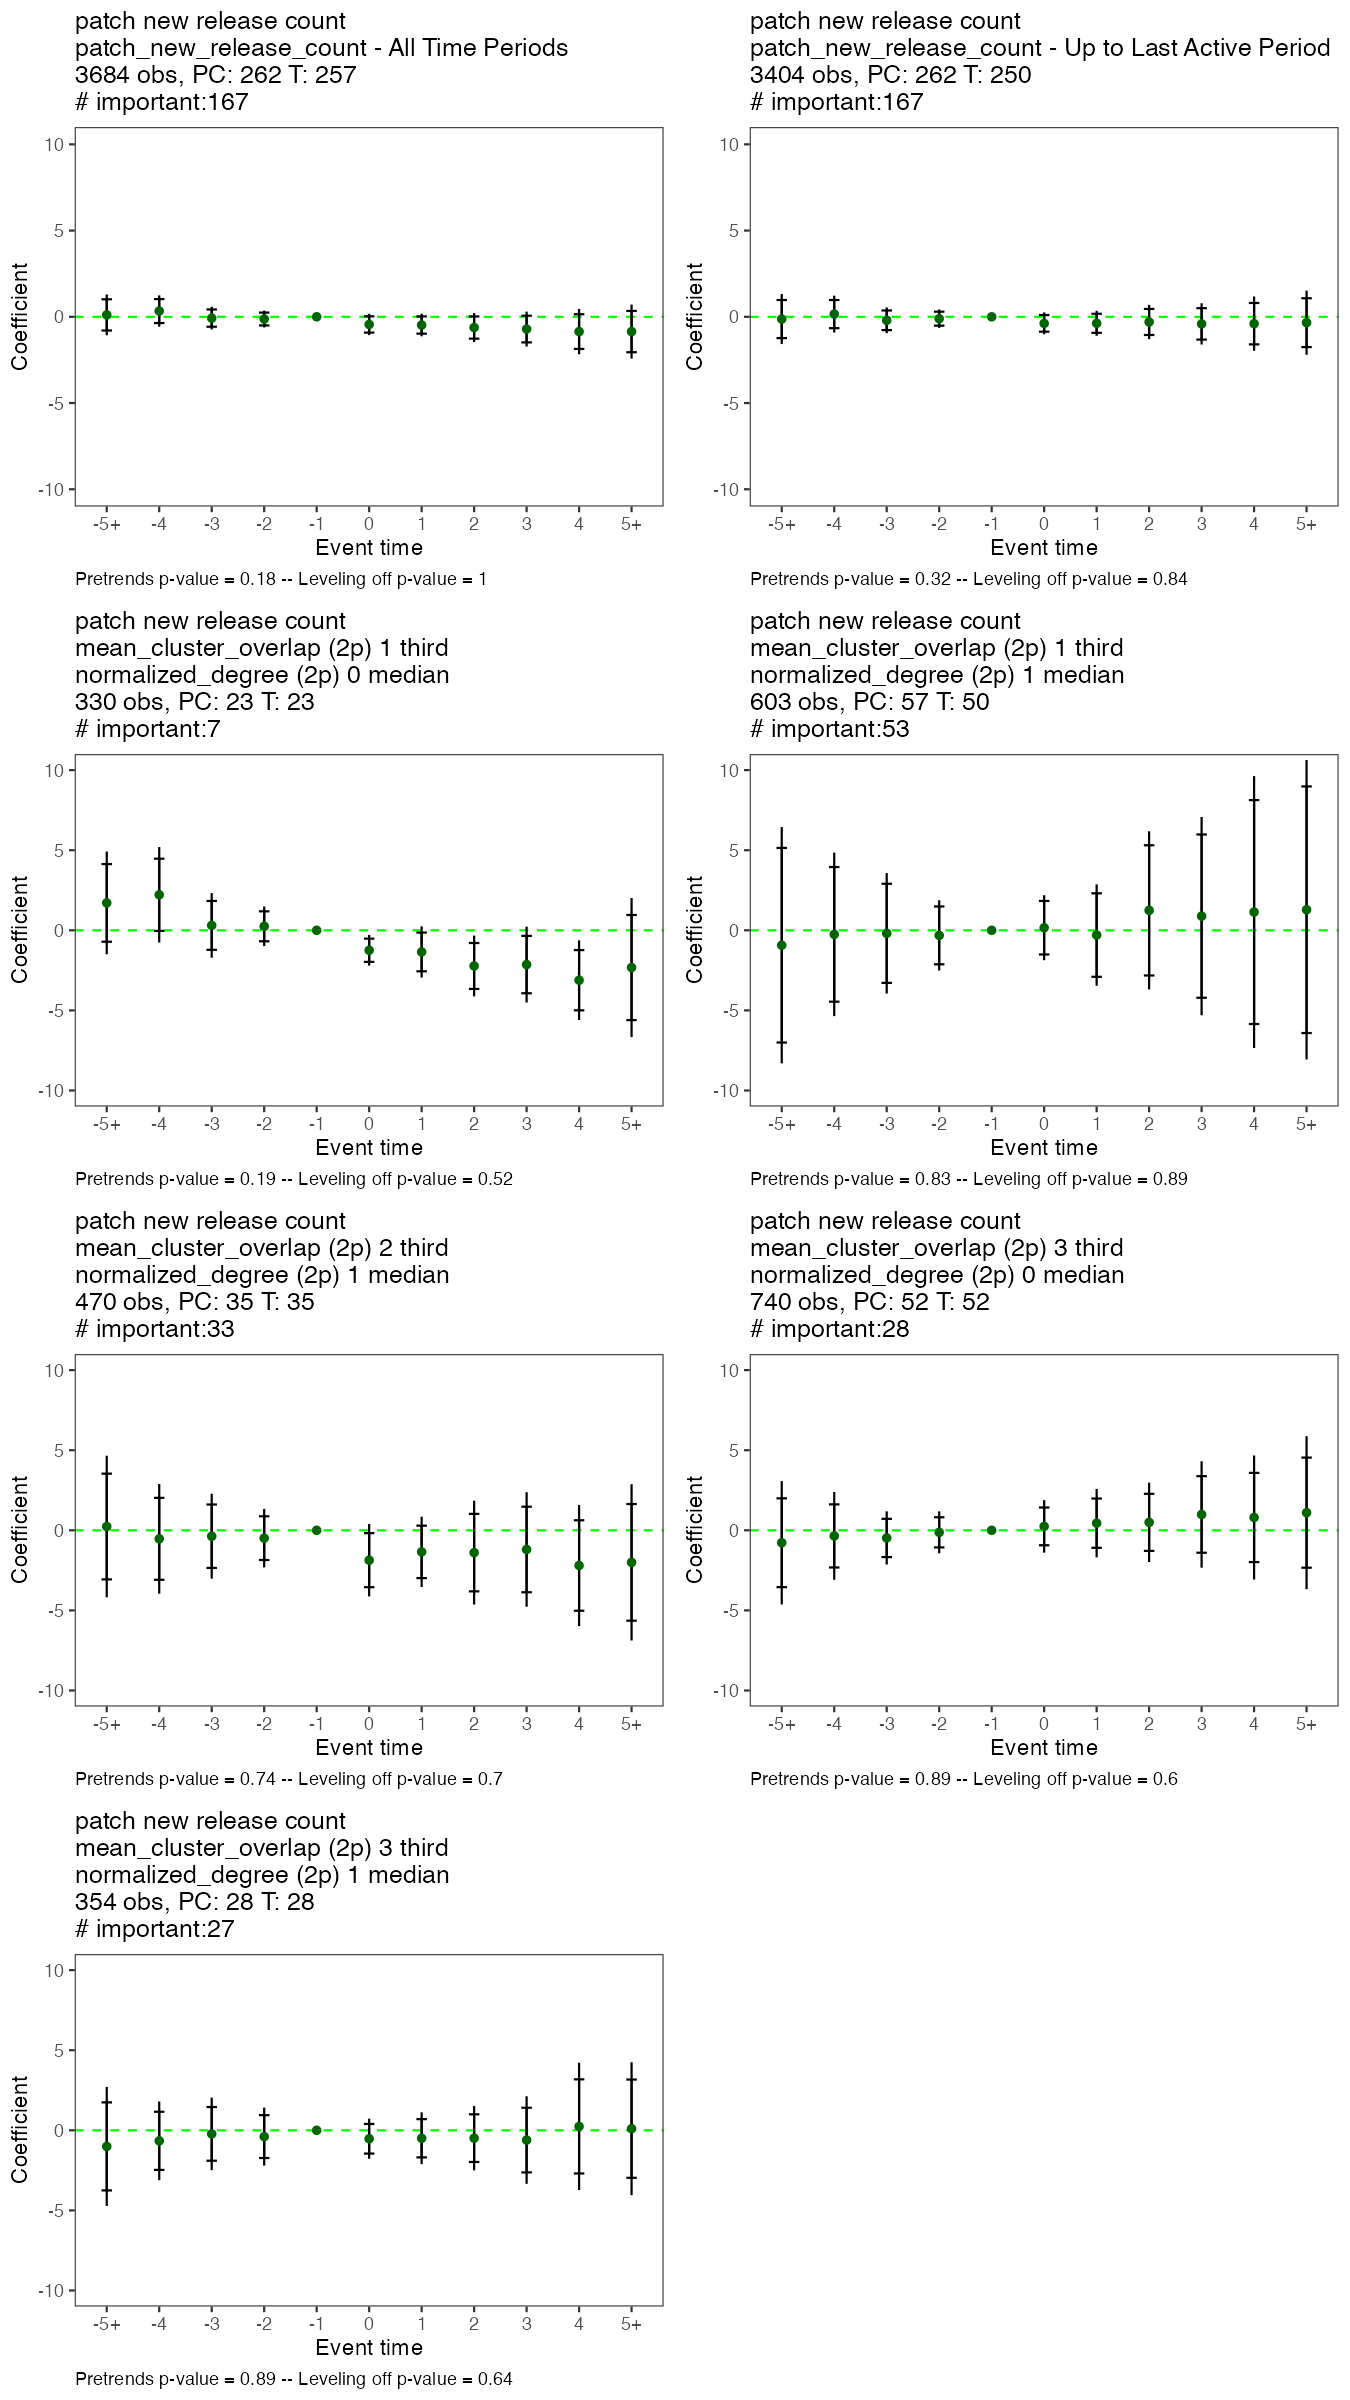 patch new release count
patch_new_release_count - All Time Periods
3684 obs, PC: 262 T: 257
# important:167
10
5
0
-5
-10
Coefficient
-5+ -4 -3 -2 -1 0 1 2 3 4 5+
Event time
Pretrends p-value = 0.18 -- Leveling off p-value = 1
patch new release count
patch_new_release_count - Up to Last Active Period
3404 obs, PC: 262 T: 250
# important:167
10
5
0
-5
-10
Coefficient
-5+ -4 -3 -2 -1 0 1 2 3 4 5+
Event time
Pretrends p-value = 0.32 -- Leveling off p-value = 0.84
patch new release count
mean_cluster_overlap (2p) 1 third
normalized_degree (2p) 0 median
330 obs, PC: 23 T: 23
# important:7
10
5
0
-5
-10
Coefficient
-5+ -4 -3 -2 -1 0 1 2 3 4 5+
Event time
Pretrends p-value = 0.19 -- Leveling off p-value = 0.52
patch new release count
mean_cluster_overlap (2p) 1 third
normalized_degree (2p) 1 median
603 obs, PC: 57 T: 50
# important:53
10
5
0
-5
-10
Coefficient
-5+ -4 -3 -2 -1 0 1 2 3 4 5+
Event time
Pretrends p-value = 0.83 -- Leveling off p-value = 0.89
patch new release count
mean_cluster_overlap (2p) 2 third
normalized_degree (2p) 1 median
470 obs, PC: 35 T: 35
# important:33
10
5
0
-5
-10
Coefficient
-5+ -4 -3 -2 -1 0 1 2 3 4 5+
Event time
Pretrends p-value = 0.74 -- Leveling off p-value = 0.7
patch new release count
mean_cluster_overlap (2p) 3 third
normalized_degree (2p) 0 median
740 obs, PC: 52 T: 52
# important:28
10
5
0
-5
-10
Coefficient
-5+ -4 -3 -2 -1 0 1 2 3 4 5+
Event time
Pretrends p-value = 0.89 -- Leveling off p-value = 0.6
patch new release count
mean_cluster_overlap (2p) 3 third
normalized_degree (2p) 1 median
354 obs, PC: 28 T: 28
# important:27
10
5
0
-5
-10
Coefficient
-5+ -4 -3 -2 -1 0 1 2 3 4 5+
Event time
Pretrends p-value = 0.89 -- Leveling off p-value = 0.64